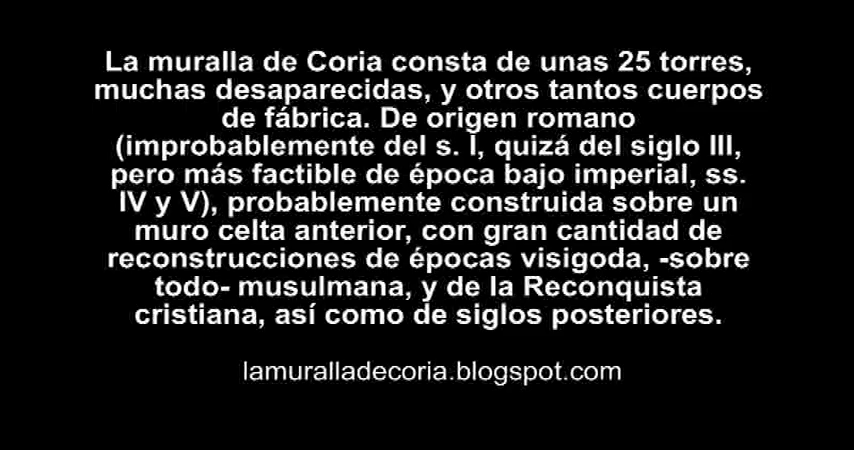 La muralla de Coria consta de unas 25 torres,
muchas desaparecidas, y otros tantos cuerpos
de fábrica. De origen romano
(improbablemente del s. I, quizá del siglo III,
pero más factible de época bajo imperial, ss.
IV y V), probablemente construida sobre un
muro celta anterior, con gran cantidad de
reconstrucciones de épocas visigoda, -sobre
todo- musulmana, y de la Reconquista
cristiana, así como de siglos posteriores.
lamuralladecoria.blogspot.com